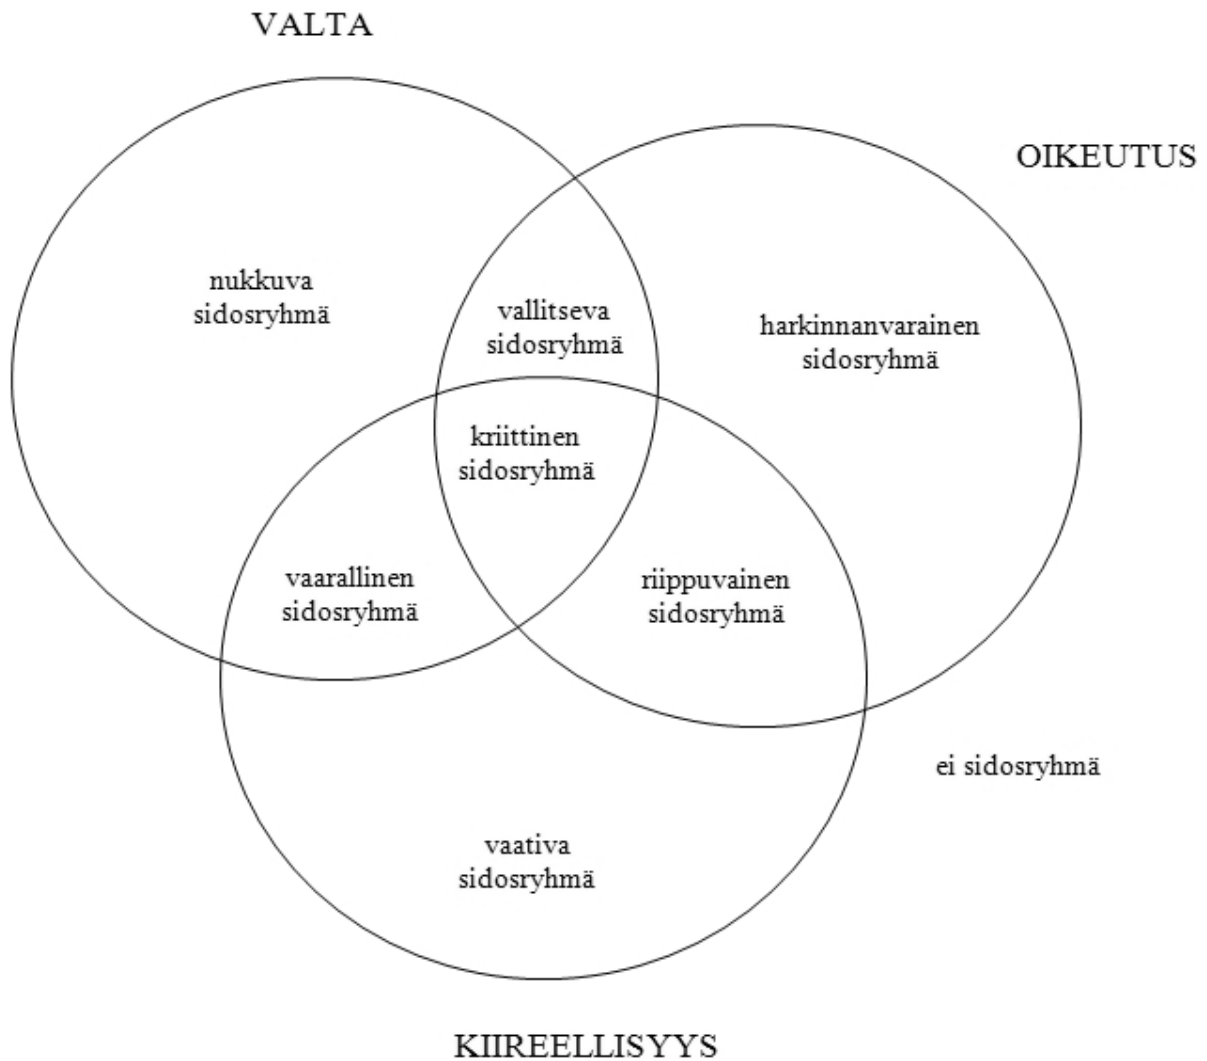 VALTA
OIKEUTUS
nukkuva
sidosryhmä
vallitseva
sidosryhmä
harkinnanvarainen
sidosryhmä
kriittinen
sidosryhmä
vaarallinen
sidosryhmä
riippuvainen
sidosryhmä
ei sidosryhmä
vaativa
sidosryhmä
KIIREELLISYYS